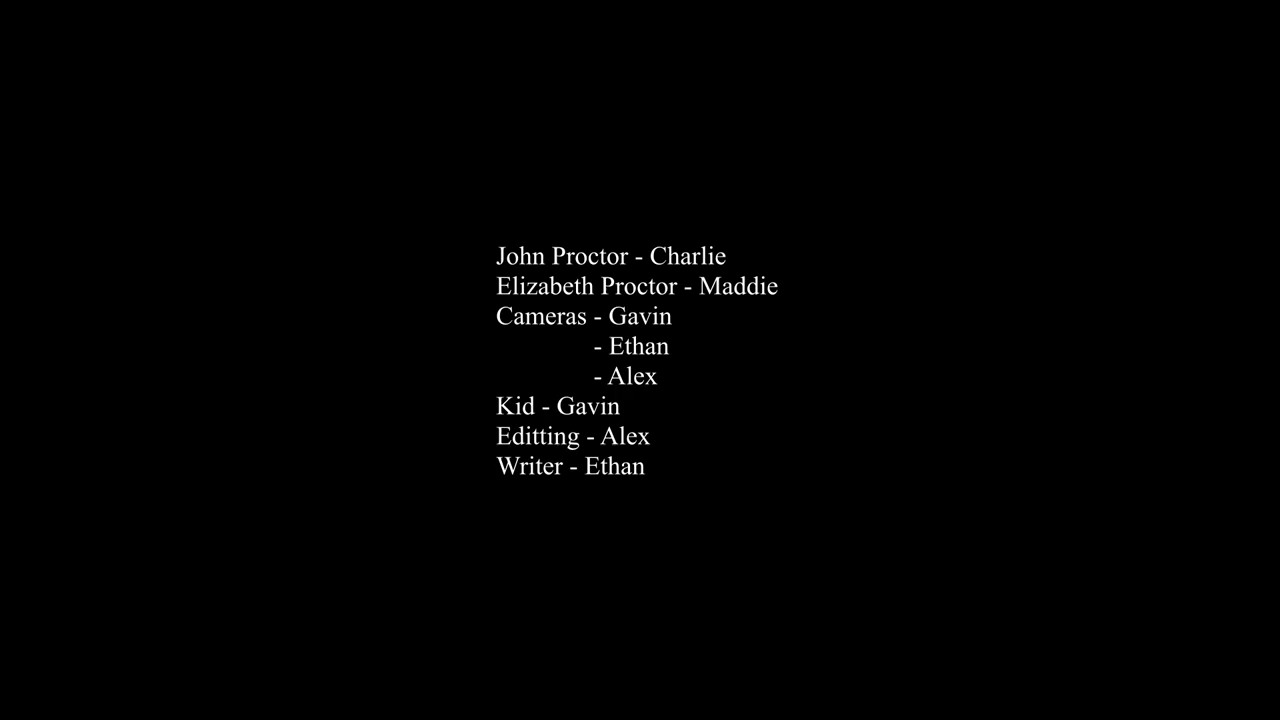 John Proctor - Charlie
Elizabeth Proctor - Maddie
Cameras - Gavin
- Ethan
- Alex
Kid - Gavin
Editting - Alex
Writer - Ethan